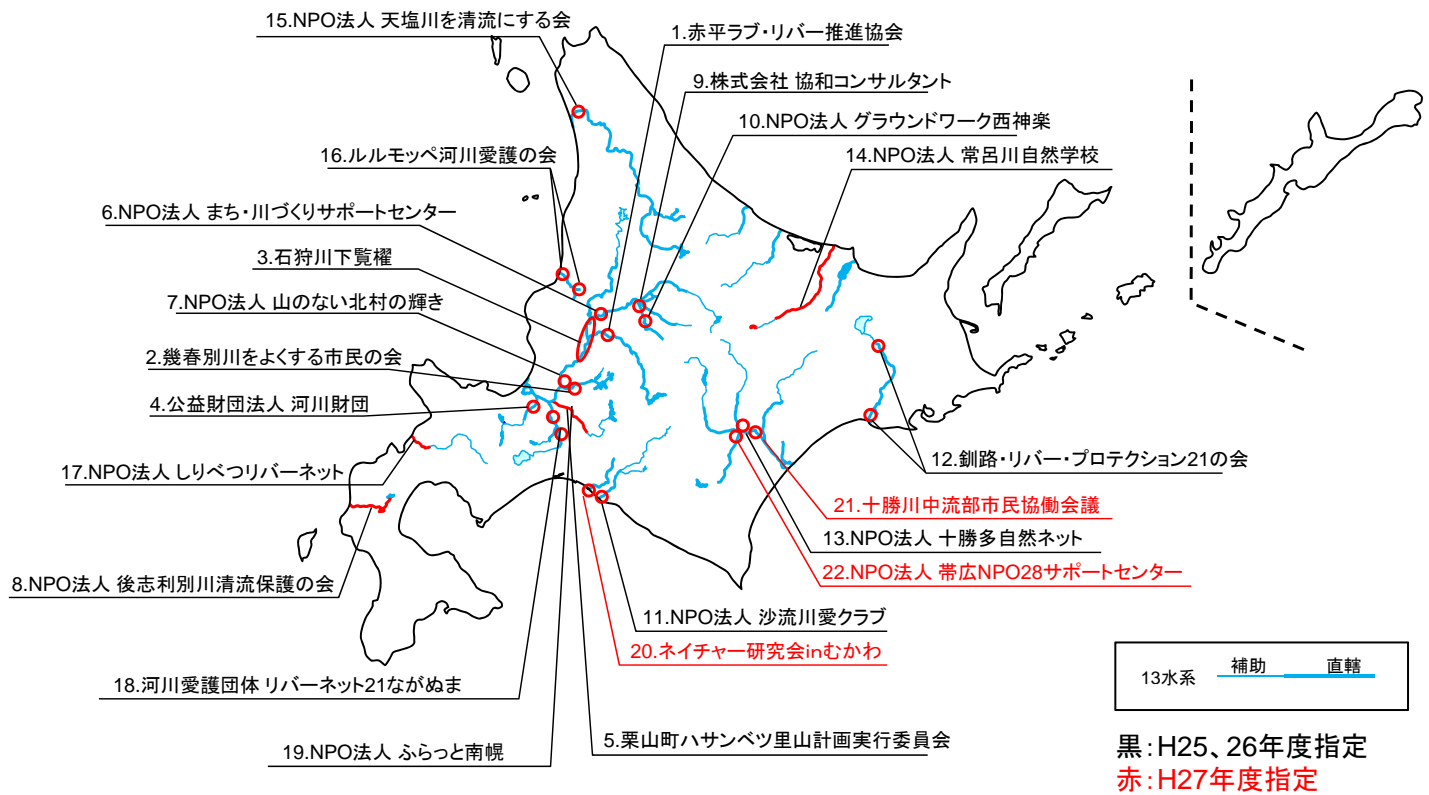 15.NPO法人 天塩川を清流にする会
1.赤平ラブ・リバー推進協会
9.株式会社 協和コンサルタント
10.NPO法人 グラウンドワーク西神楽
16.ルルモッペ河川愛護の会
14.NPO法人 常呂川自然学校
6.NPO法人 まち・川づくりサポートセンター
3.石狩川下覧櫂
7.NPO法人 山のない北村の輝き
2.幾春別川をよくする市民の会
4.公益財団法人 河川財団
17.NPO法人 しりべつリバーネット
12.釧路・リバー・プロテクション21の会
21.十勝川中流部市民協働会議
13.NPO法人 十勝多自然ネット
22.NPO法人 帯広NPO28サポートセンター
8.NPO法人 後志利別川清流保護の会
11.NPO法人 沙流川愛クラブ
20.ネイチャー研究会inむかわ
18.河川愛護団体 リバーネット21ながぬま
19.NPO法人 ふらっと南幌
5.栗山町ハサンベツ里山計画実行委員会
13水系 補助 直轄
黒:H25、26年度指定
赤:H27年度指定